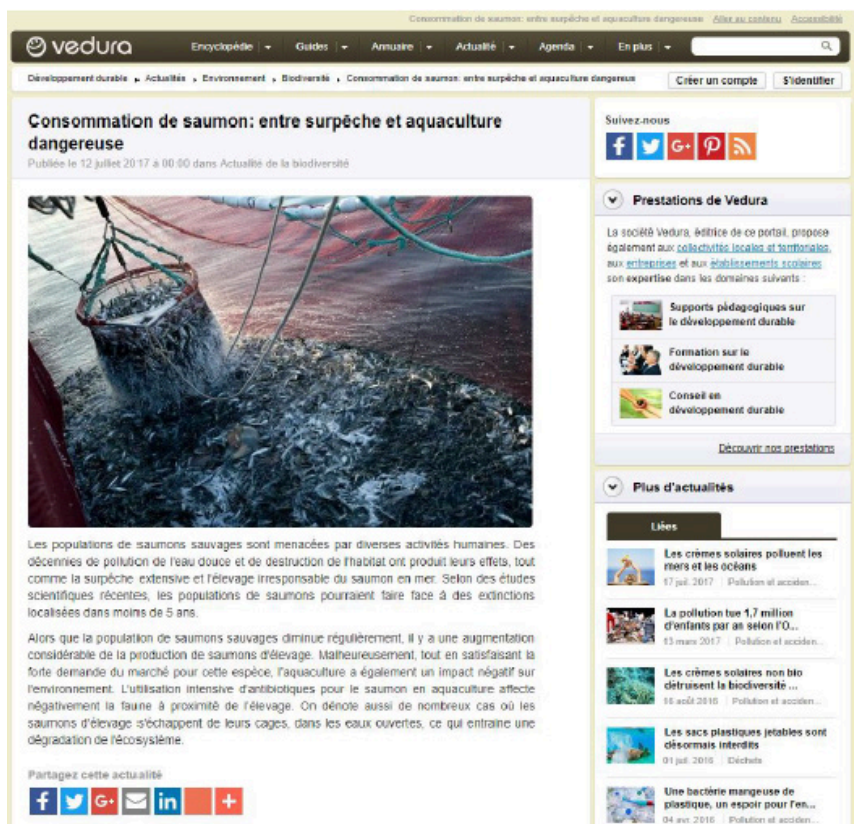 Consommation de saumon: entre surpêche et aquaculture dangereuse Aller au contenu Accessibilité
vedura
Encyclopédie Guides Annuaire Actualité Agenda En plus
Développement durable Actualités Environnement Biodiversité Consommation de saumon: entre surpêche et aquaculture dangereus
Créer un compte S'identifier
Consommation de saumon: entre surpêche et aquaculture
dangereuse
Publiée le 12 juillet 2017 à 00:00 dans Actualité de la biodiversité
Les populations de saumons sauvages sont menacées par diverses activités humaines. Des
décennies de pollution de l'eau douce et de destruction de l'habitat ont produit leurs effets, tout
comme la surpêche extensive et l'élevage irresponsable du saumon en mer. Selon des études
scientifiques récentes, les populations de saumons pourraient faire face à des extinctions
localisées dans moins de 5 ans.
Alors que la population de saumons sauvages diminue régulièrement, il y a une augmentation
considérable de la production de saumons d'élevage. Malheureusement, tout en satisfaisant la
forte demande du marché pour cette espèce, l'aquaculture a également un impact négatif sur
l'environnement. L'utilisation intensive d'antibiotiques pour le saumon en aquaculture affecte
négativement la faune à proximité de l'élevage. On dénote aussi de nombreux cas où les
saumons d'élevage s'échappent de leurs cages, dans les eaux ouvertes, ce qui entraine une
dégradation de l'écosystème.
Partagez cette actualité
Suivez-nous
Prestations de Vedura
La société Vedura, éditrice de ce portail, propose
également aux collectivités locales et territoriales,
aux entreprises et aux établissements scolaires
son expertise dans les domaines suivants :
Supports pédagogiques sur
le développement durable
Formation sur le
développement durable
Conseil en
développement durable
Découvrir nos prestations
Plus d'actualités
Liées
Les crèmes solaires polluent les
mers et les océans
17 juil. 2017 Pollution et acciden...
La pollution tue 1,7 million
d'enfants par an selon l'O...
13 mars 2017 Pollution et acciden...
Les crèmes solaires non bio
détruisent la biodiversité ...
16 août 2016 Pollution et acciden...
Les sacs plastiques jetables sont
désormais interdits
01 juil. 2016 Déchets
Une bactérie mangeuse de
plastique, un espoir pour l'en...
04 avr. 2016 Pollution et acciden...